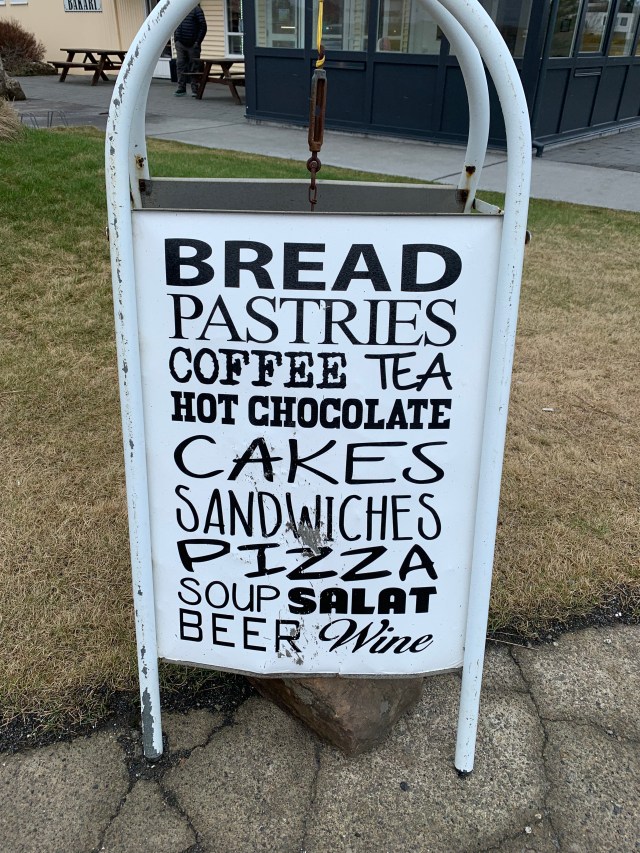 BAKARÍ
BREAD
PASTRIES
COFFEE TEA
HOT CHOCOLATE
CAKES
SANDWICHES
PIZZA
SOUP SALAT
BEER Wine